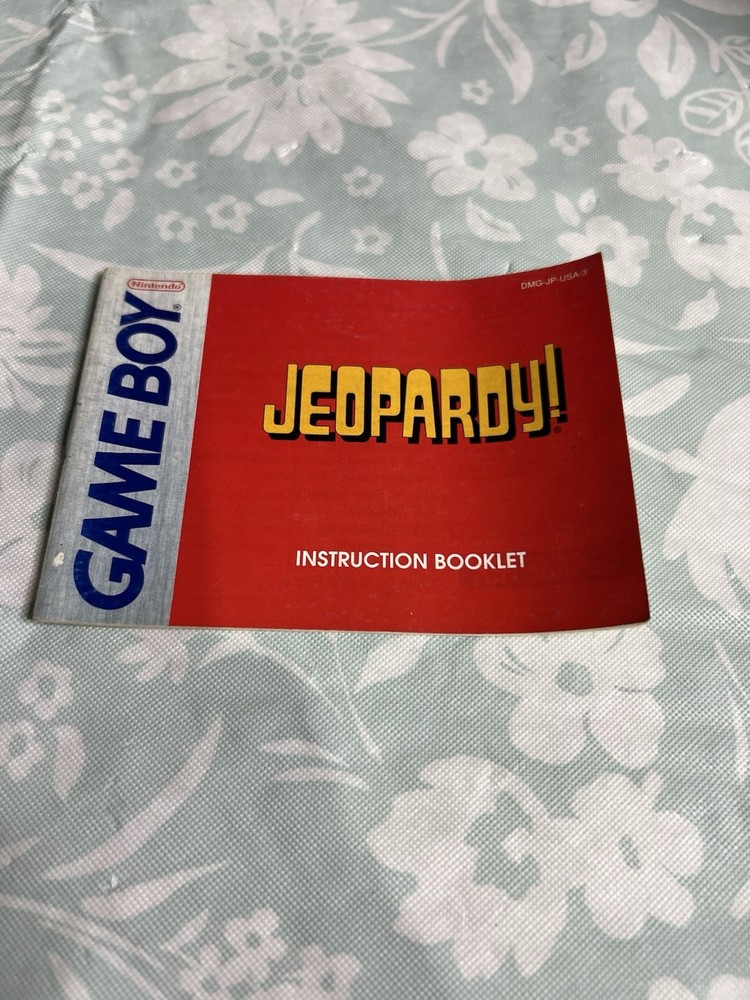 Nintendo®
GAME BOY®
DMG-JP-USA-3
JEOPARDY!®
INSTRUCTION BOOKLET